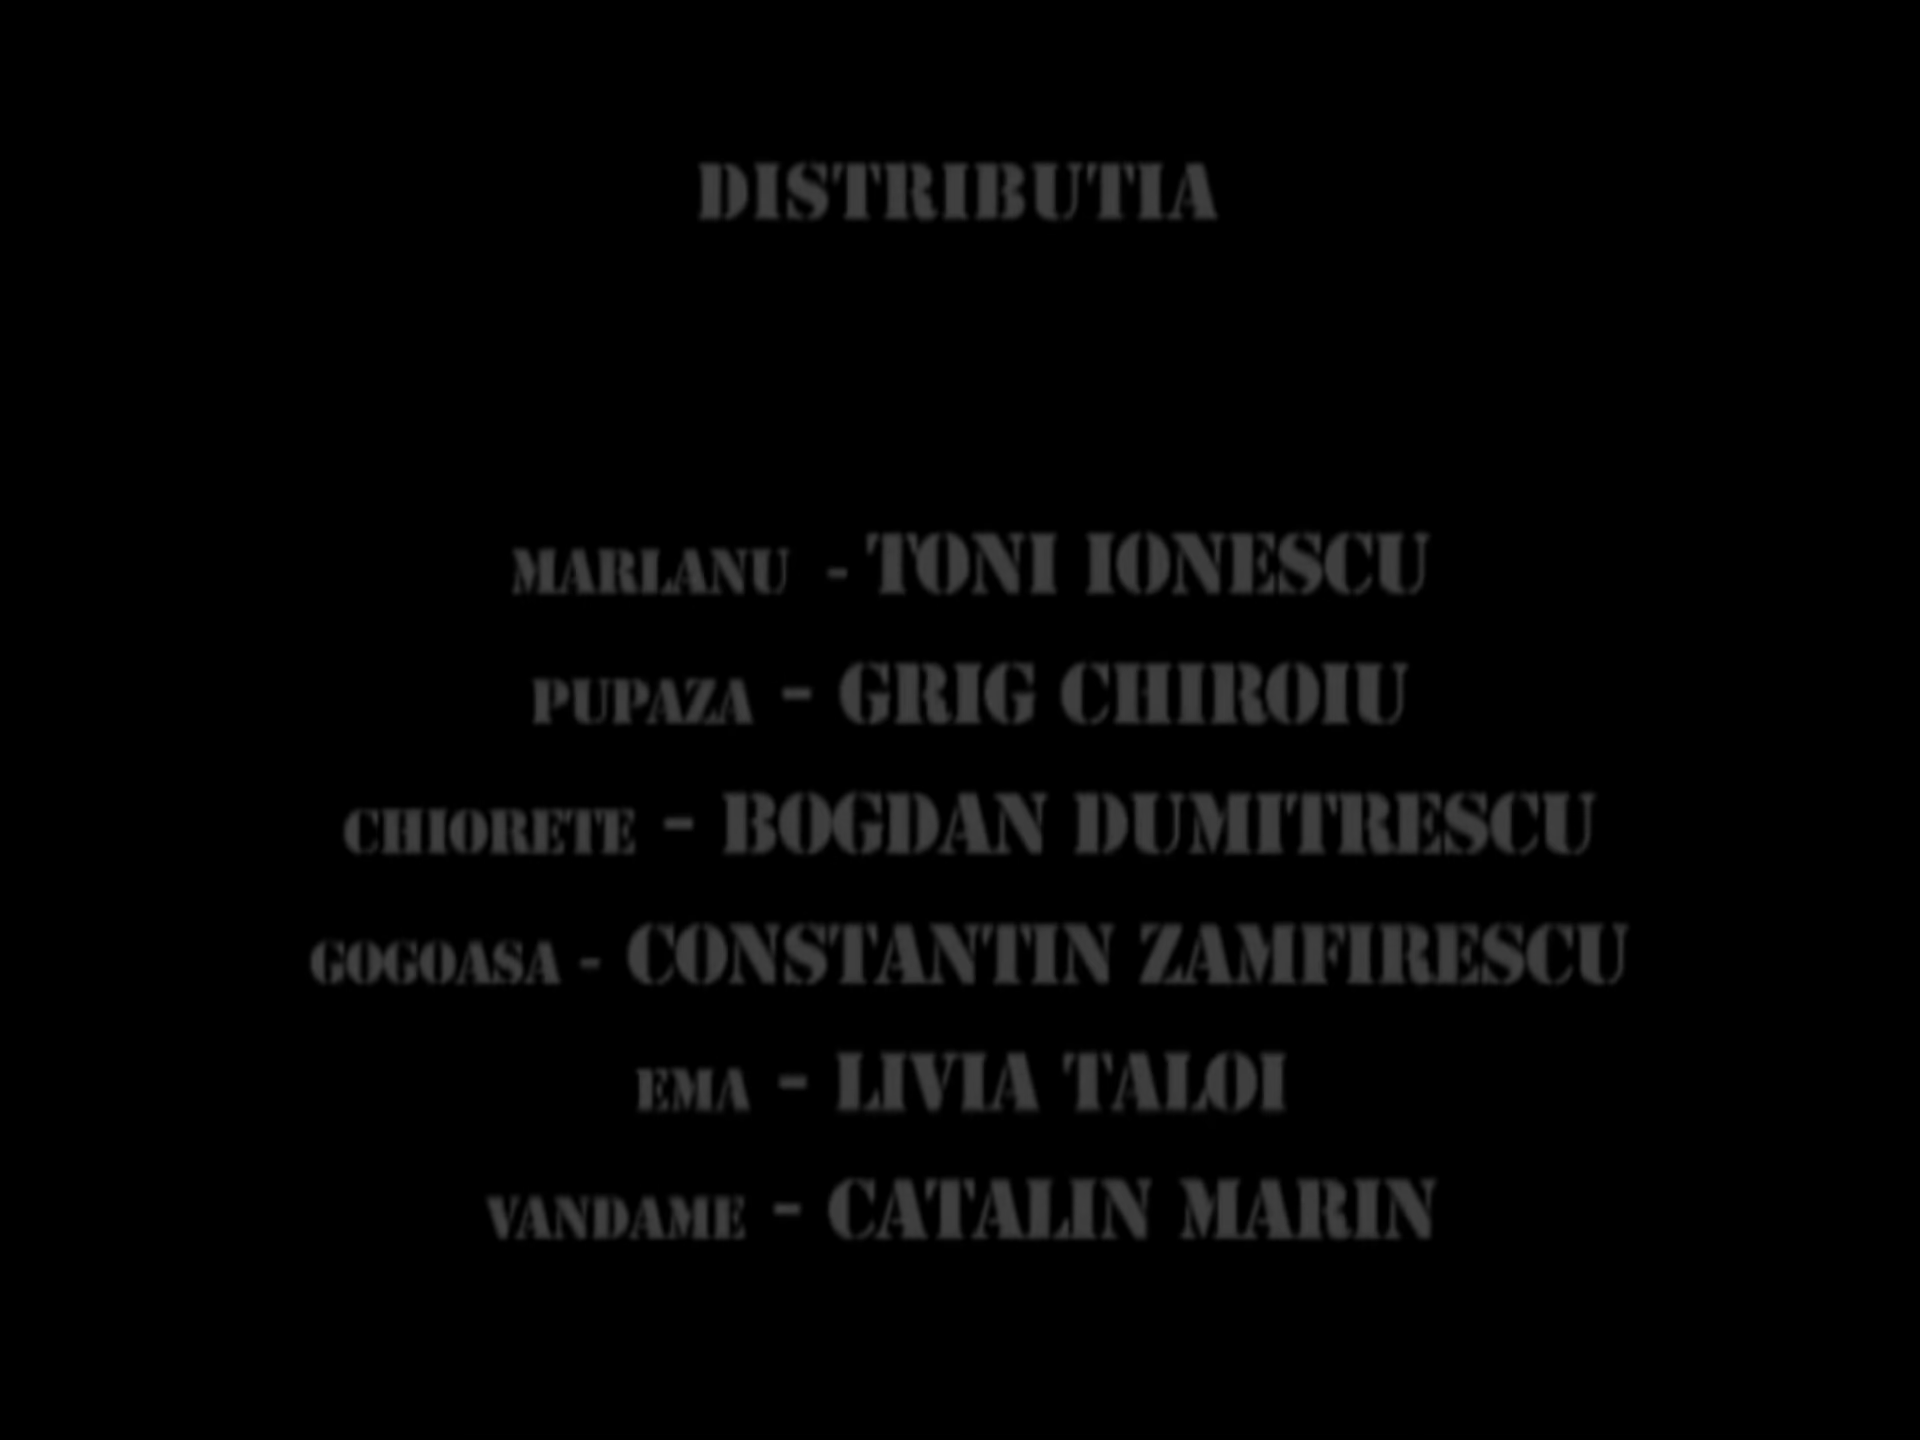 DISTRIBUTIA
MARLANU - TONI IONESCU
PUPAZA - GRIG CHIROIU
CHIORETE - BOGDAN DUMITRESCU
GOGOASA - CONSTANTIN ZAMFIRESCU
EMA - LIVIA TALOI
VANDAME - CATALIN MARIN